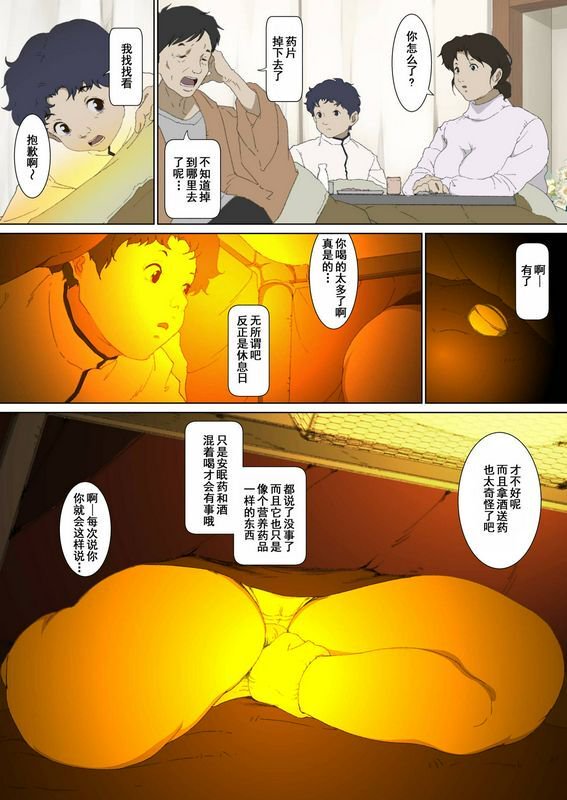 你怎么了？
药片
掉下去了
不知道掉
到哪里去
了呢…
我找找看
抱歉啊～
啊—
有了
你喝的太多了啊
真是的…
无所谓吧
反正是休息日
才不好呢
而且拿酒送药
也太奇怪了吧
都说了没事了
而且它也只是
像个营养药品
一样的东西
只是安眠药和酒
混着喝才会有事哦
啊—每次说你
你就会这样说…